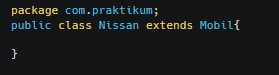 package com.praktikum;
public class Nissan extends Mobil{
}